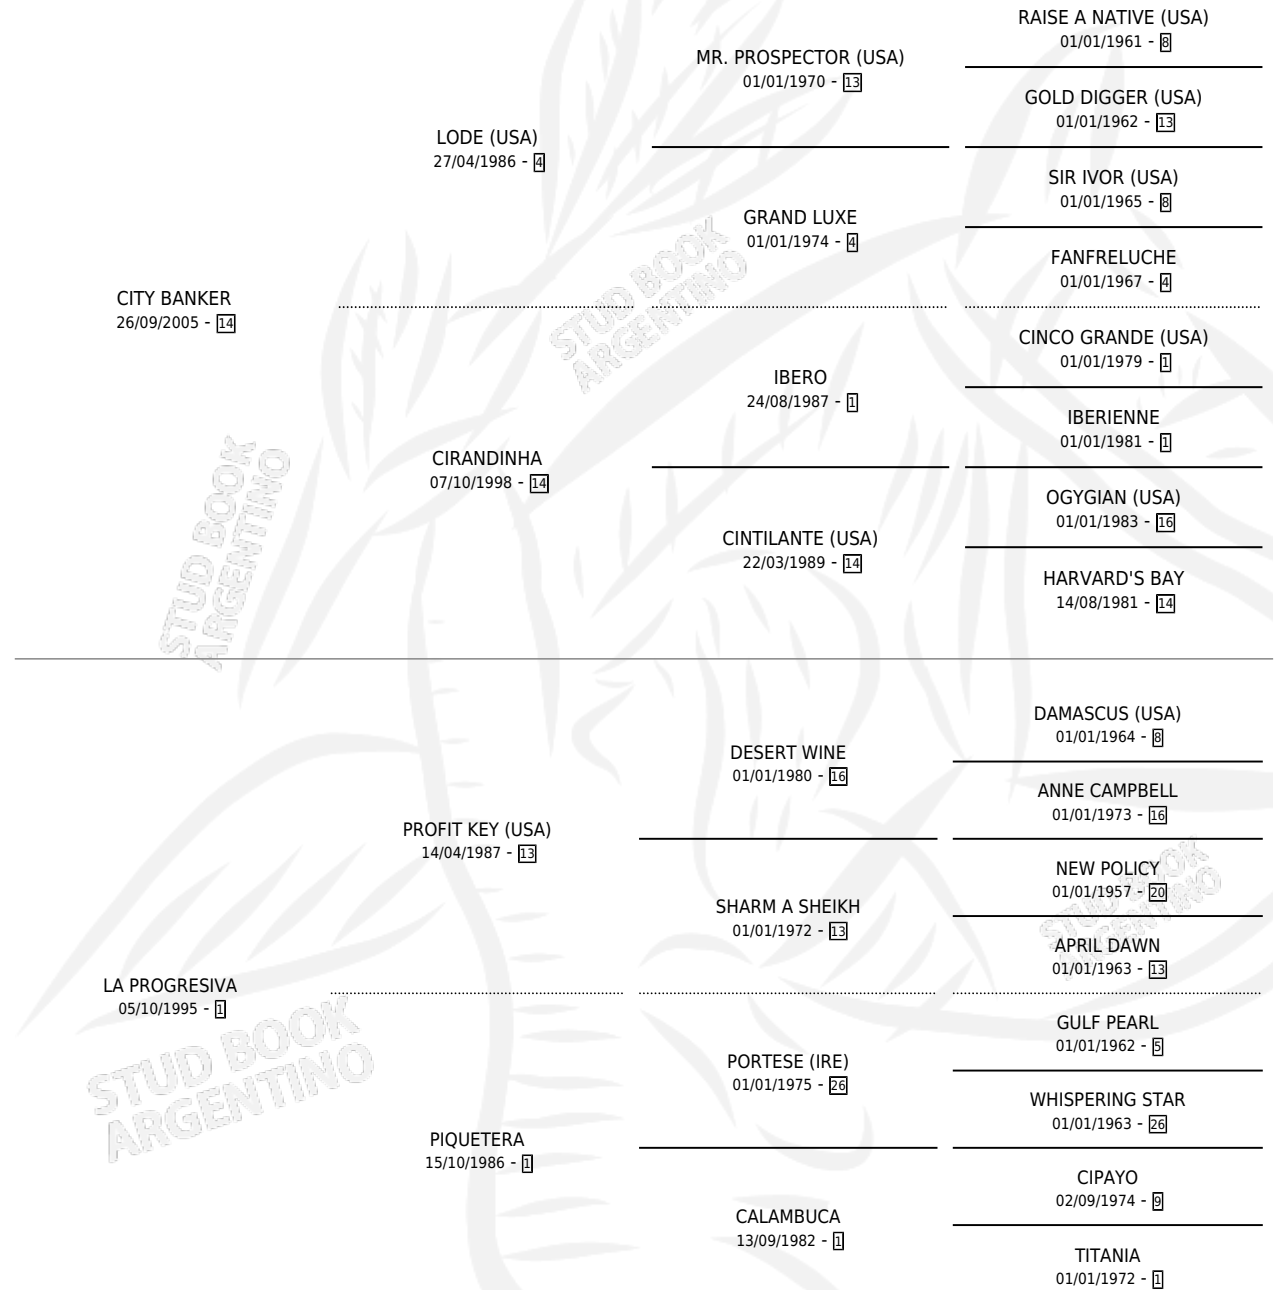 RAISE A NATIVE (USA)
01/01/1961 - 8
MR. PROSPECTOR (USA)
01/01/1970 - 13
GOLD DIGGER (USA)
01/01/1962 - 13
LODE (USA)
27/04/1986 - 4
SIR IVOR (USA)
01/01/1965 - 8
GRAND LUXE
01/01/1974 - 4
FANFRELUCHE
01/01/1967 - 4
CITY BANKER
26/09/2005 - 14
STUD BOOK
ARGENTINO
CINCO GRANDE (USA)
01/01/1979 - 1
IBERO
24/08/1987 - 1
IBERIENNE
01/01/1981 - 1
CIRANDINHA
07/10/1998 - 14
OGYGIAN (USA)
01/01/1983 - 16
CINTILANTE (USA)
22/03/1989 - 14
HARVARD'S BAY
14/08/1981 - 14
STUD BOOK
ARGENTINO
DAMASCUS (USA)
01/01/1964 - 8
DESERT WINE
01/01/1980 - 16
ANNE CAMPBELL
01/01/1973 - 16
PROFIT KEY (USA)
14/04/1987 - 13
NEW POLICY
01/01/1957 - 20
SHARM A SHEIKH
01/01/1972 - 13
STUD BOOK
ARGENTINO
APRIL DAWN
01/01/1963 - 13
LA PROGRESIVA
05/10/1995 - 1
GULF PEARL
01/01/1962 - 5
PORTESE (IRE)
01/01/1975 - 26
WHISPERING STAR
01/01/1963 - 26
STUD BOOK
ARGENTINO
PIQUETERA
15/10/1986 - 1
CIPAYO
02/09/1974 - 9
CALAMBUCA
13/09/1982 - 1
TITANIA
01/01/1972 - 1